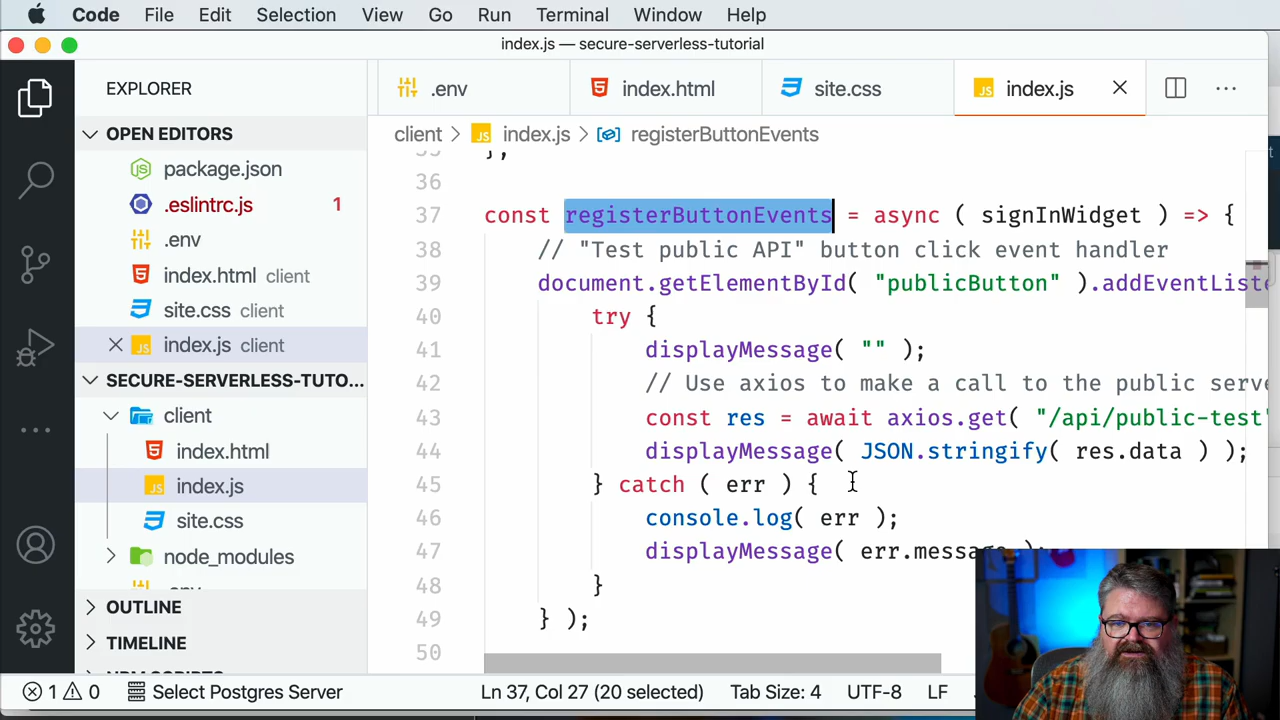 Code File Edit Selection View Go Run Terminal Window Help
index.js — secure-serverless-tutorial
EXPLORER
.env
index.html
site.css
index.js
client > index.js > registerButtonEvents
OPEN EDITORS
package.json
.eslintrc.js 1
.env
index.html client
site.css client
index.js client
SECURE-SERVERLESS-TUTO...
client
index.html
index.js
site.css
node_modules
OUTLINE
TIMELINE
36
37 const registerButtonEvents = async ( signInWidget ) => {
38 // "Test public API" button click event handler
39 document.getElementById( "publicButton" ).addEventListe
40 try {
41 displayMessage( "" );
42 // Use axios to make a call to the public serve
43 const res = await axios.get( "/api/public-test"
44 displayMessage( JSON.stringify( res.data ) );
45 } catch ( err ) {
46 console.log( err );
47 displayMessage( err.message );
48 }
49 } );
50
1 0 Select Postgres Server Ln 37, Col 27 (20 selected) Tab Size: 4 UTF-8 LF